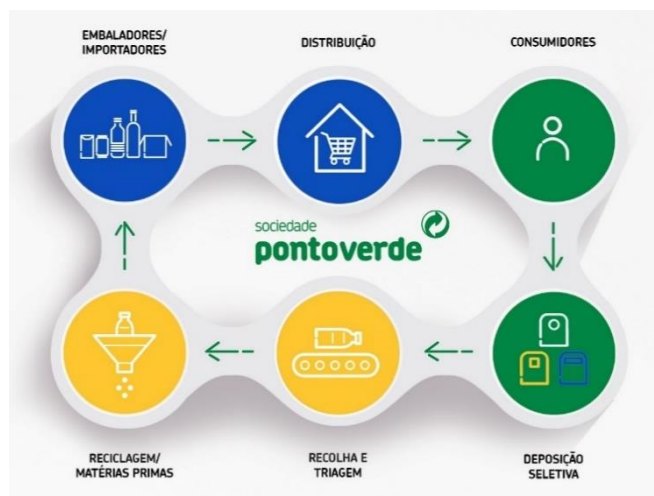 EMBALADORES/
IMPORTADORES
DISTRIBUIÇÃO
CONSUMIDORES
sociedade
pontoverde
RECICLAGEM/
MATÉRIAS PRIMAS
RECOLHA E
TRIAGEM
DEPOSIÇÃO
SELETIVA